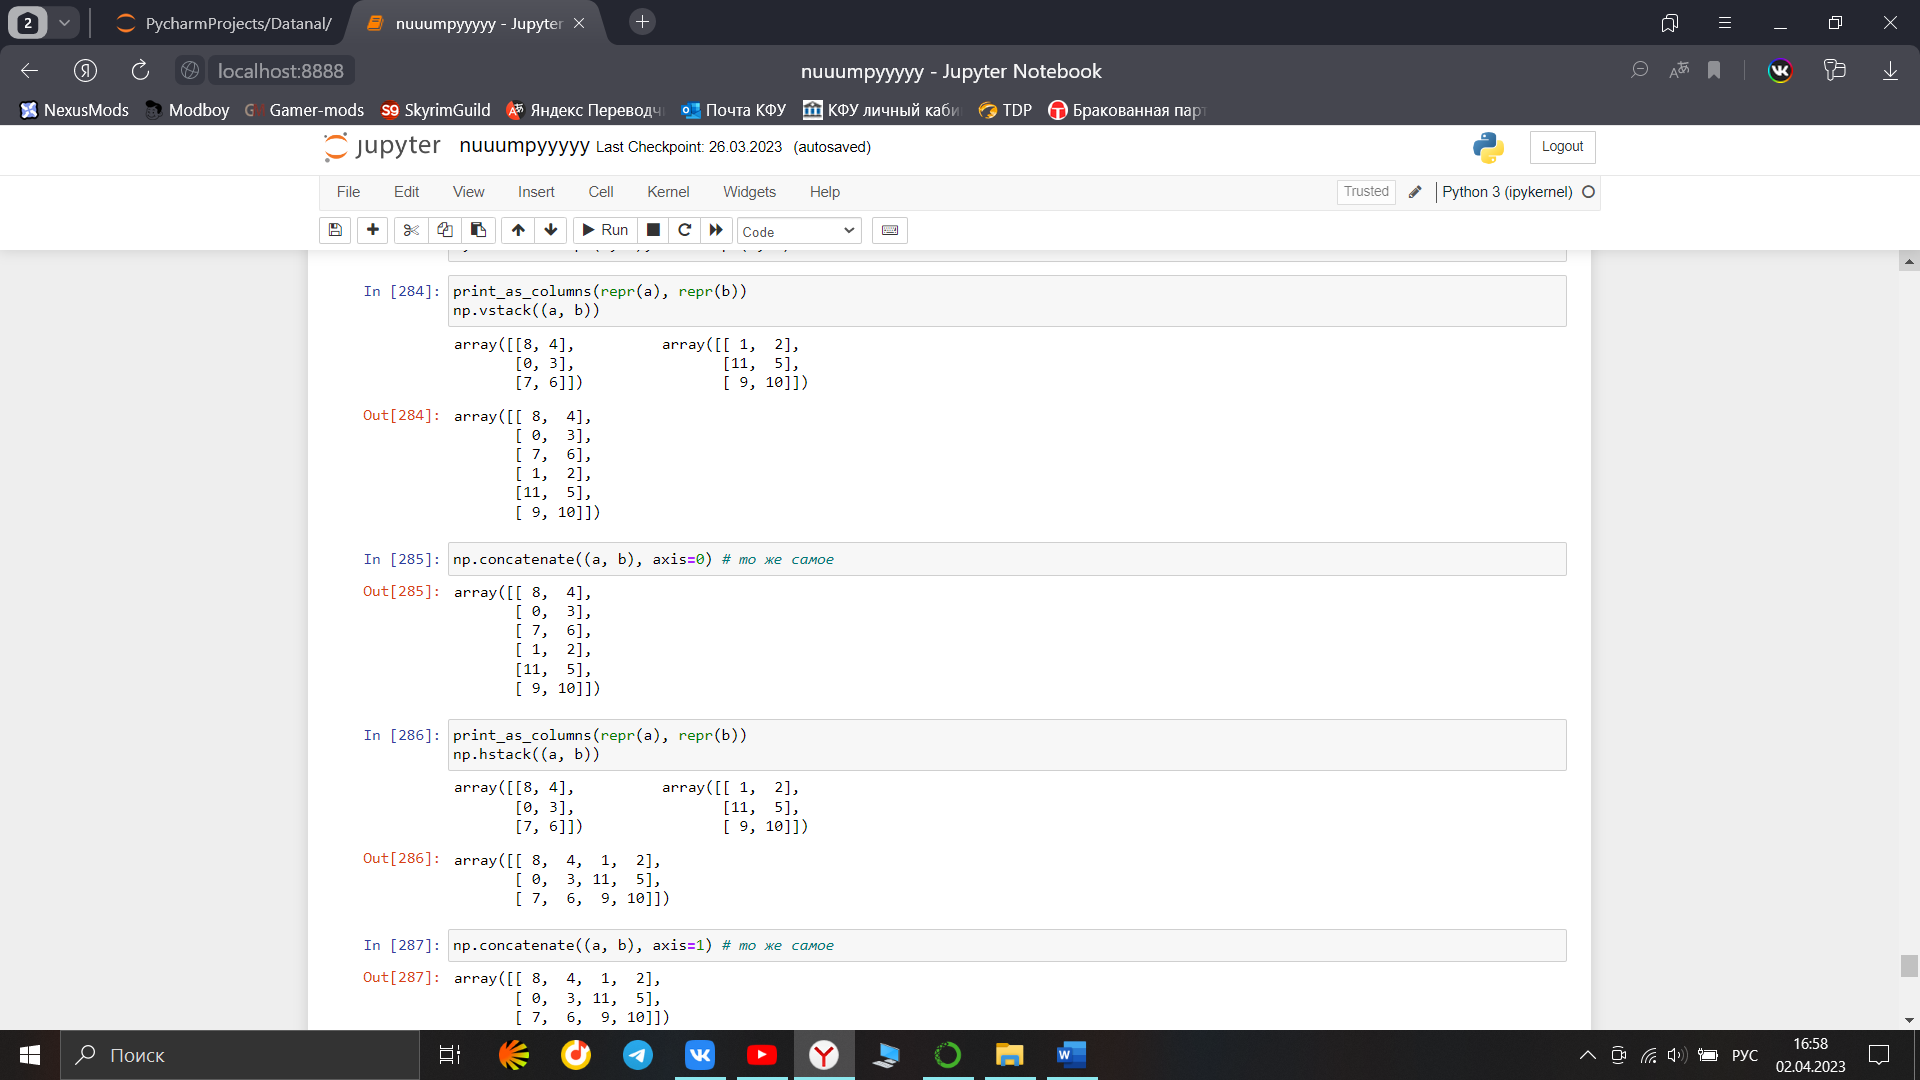 2
PycharmProjects/Datanal/
nuuumpyyyyy - Jupyter
localhost:8888
nuuumpyyyyy - Jupyter Notebook
NexusMods
Modboy
Gamer-mods
SkyrimGuild
Яндекс Переводч
Почта КФУ
КФУ личный каби
TDP
Бракованная пар
jupyter nuuumpyyyyy Last Checkpoint: 26.03.2023 (autosaved)
Logout
File Edit View Insert Cell Kernel Widgets Help
Trusted
Python 3 (ipykernel)
Run
Code
In [284]: print_as_columns(repr(a), repr(b))
np.vstack((a, b))
array([[8, 4], array([[ 1, 2],
[0, 3], [11, 5],
[7, 6]]) [ 9, 10]])
Out[284]: array([[ 8, 4],
[ 0, 3],
[ 7, 6],
[ 1, 2],
[11, 5],
[ 9, 10]])
In [285]: np.concatenate((a, b), axis=0) # то же самое
Out[285]: array([[ 8, 4],
[ 0, 3],
[ 7, 6],
[ 1, 2],
[11, 5],
[ 9, 10]])
In [286]: print_as_columns(repr(a), repr(b))
np.hstack((a, b))
array([[8, 4], array([[ 1, 2],
[0, 3], [11, 5],
[7, 6]]) [ 9, 10]])
Out[286]: array([[ 8, 4, 1, 2],
[ 0, 3, 11, 5],
[ 7, 6, 9, 10]])
In [287]: np.concatenate((a, b), axis=1) # то же самое
Out[287]: array([[ 8, 4, 1, 2],
[ 0, 3, 11, 5],
[ 7, 6, 9, 10]])
Поиск
РУС
16:58
02.04.2023